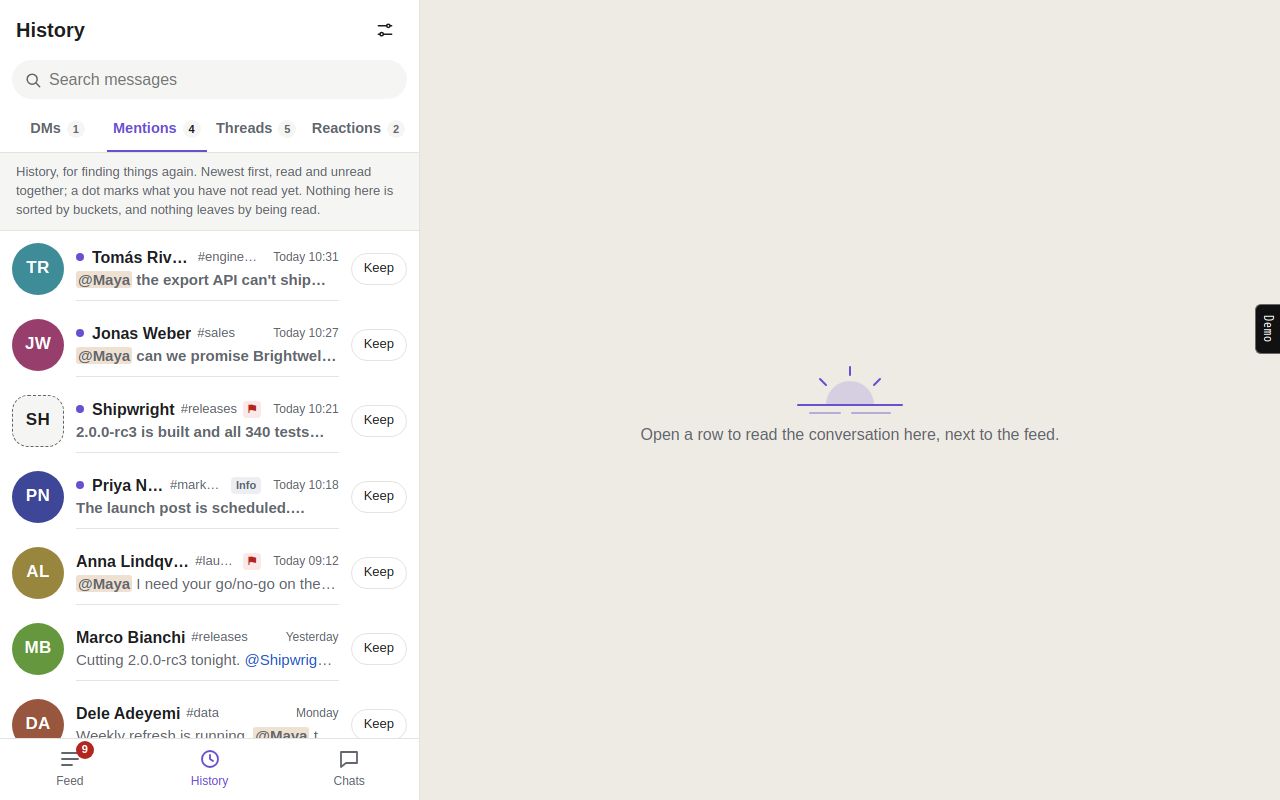 History
Search messages
DMs 1 Mentions 4 Threads 5 Reactions 2
History, for finding things again. Newest first, read and unread
together; a dot marks what you have not read yet. Nothing here is
sorted by buckets, and nothing leaves by being read.
TR Tomás Riv… #engine… Today 10:31 Keep
@Maya the export API can't ship…
JW Jonas Weber #sales Today 10:27 Keep
@Maya can we promise Brightwel…
SH Shipwright #releases Today 10:21 Keep
2.0.0-rc3 is built and all 340 tests…
PN Priya N… #mark… Info Today 10:18 Keep
The launch post is scheduled.…
AL Anna Lindqv… #lau… Today 09:12 Keep
@Maya I need your go/no-go on the…
MB Marco Bianchi #releases Yesterday Keep
Cutting 2.0.0-rc3 tonight. @Shipwrig…
DA Dele Adeyemi #data Monday Keep
Weekly refresh is running. @Maya t…
9
Feed History Chats
Open a row to read the conversation here, next to the feed.
Demo